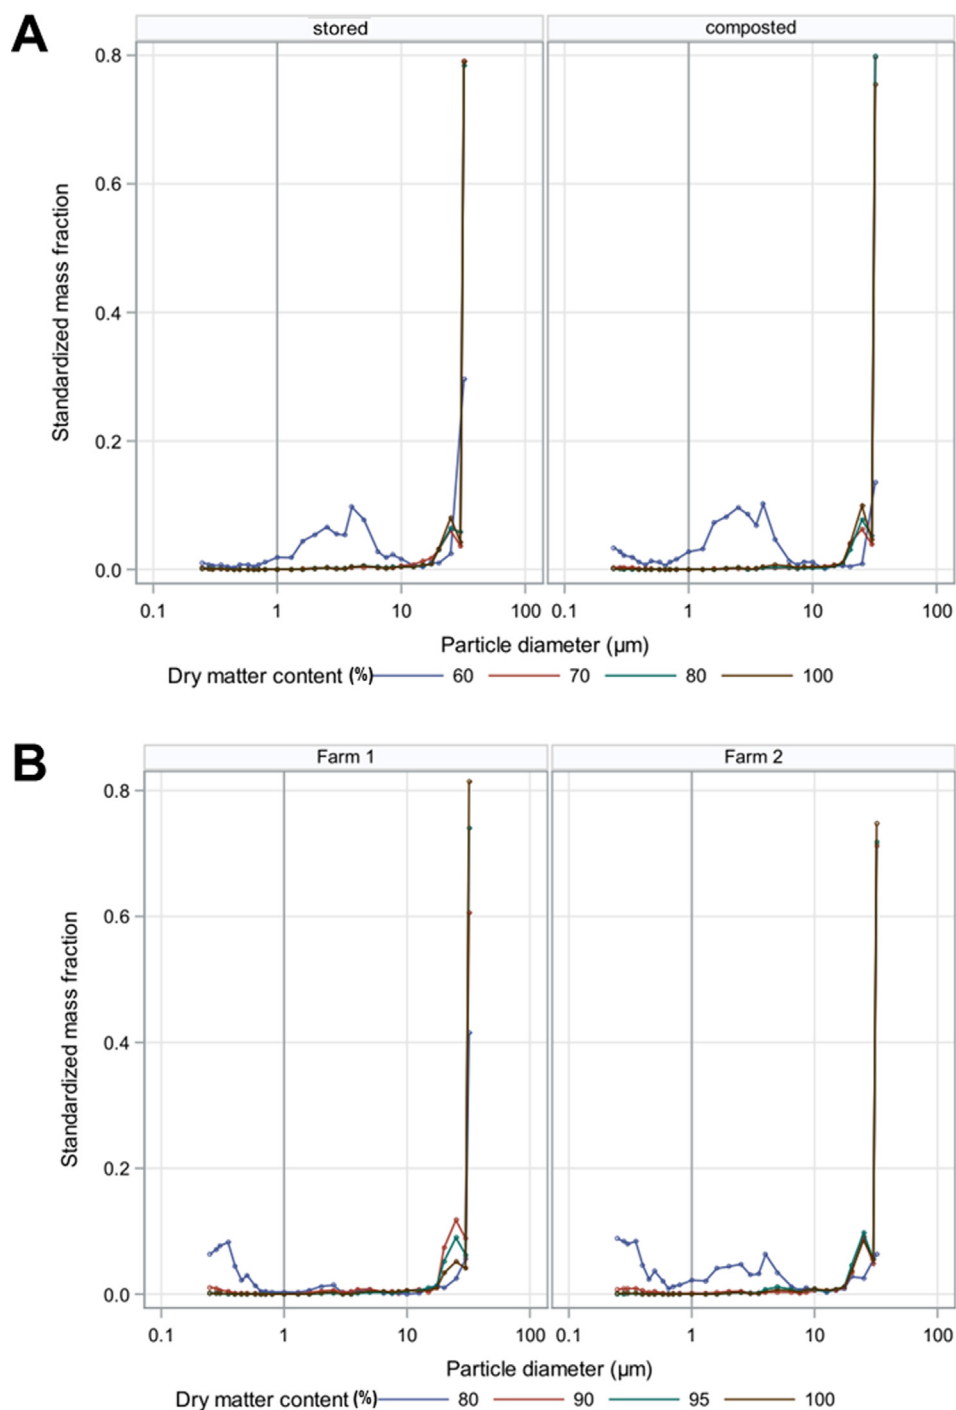 A
stored composted
0.8
0.6
0.4
0.2
0.0
Standardized mass fraction
0.1 1 10 100 0.1 1 10 100
Particle diameter (µm)
Dry matter content (%) 60 70 80 100
B
Farm 1 Farm 2
0.8
0.6
0.4
0.2
0.0
Standardized mass fraction
0.1 1 10 100 0.1 1 10 100
Particle diameter (µm)
Dry matter content (%) 80 90 95 100